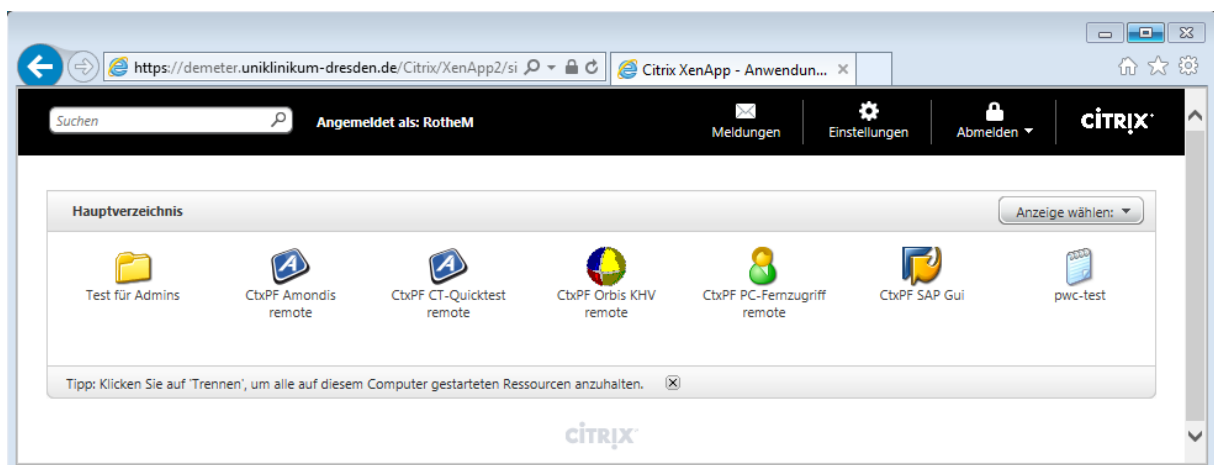 https://demeter.uniklinikum-dresden.de/Citrix/XenApp2/si
Citrix XenApp - Anwendun...
Suchen
Angemeldet als: RotheM
Meldungen
Einstellungen
Abmelden
CITRIX
Hauptverzeichnis
Anzeige wählen:
Test für Admins
CtxPF Amondis
remote
CtxPF CT-Quicktest
remote
CtxPF Orbis KHV
remote
CtxPF PC-Fernzugriff
remote
CtxPF SAP Gui
pwc-test
Tipp: Klicken Sie auf 'Trennen', um alle auf diesem Computer gestarteten Ressourcen anzuhalten.
CITRIX